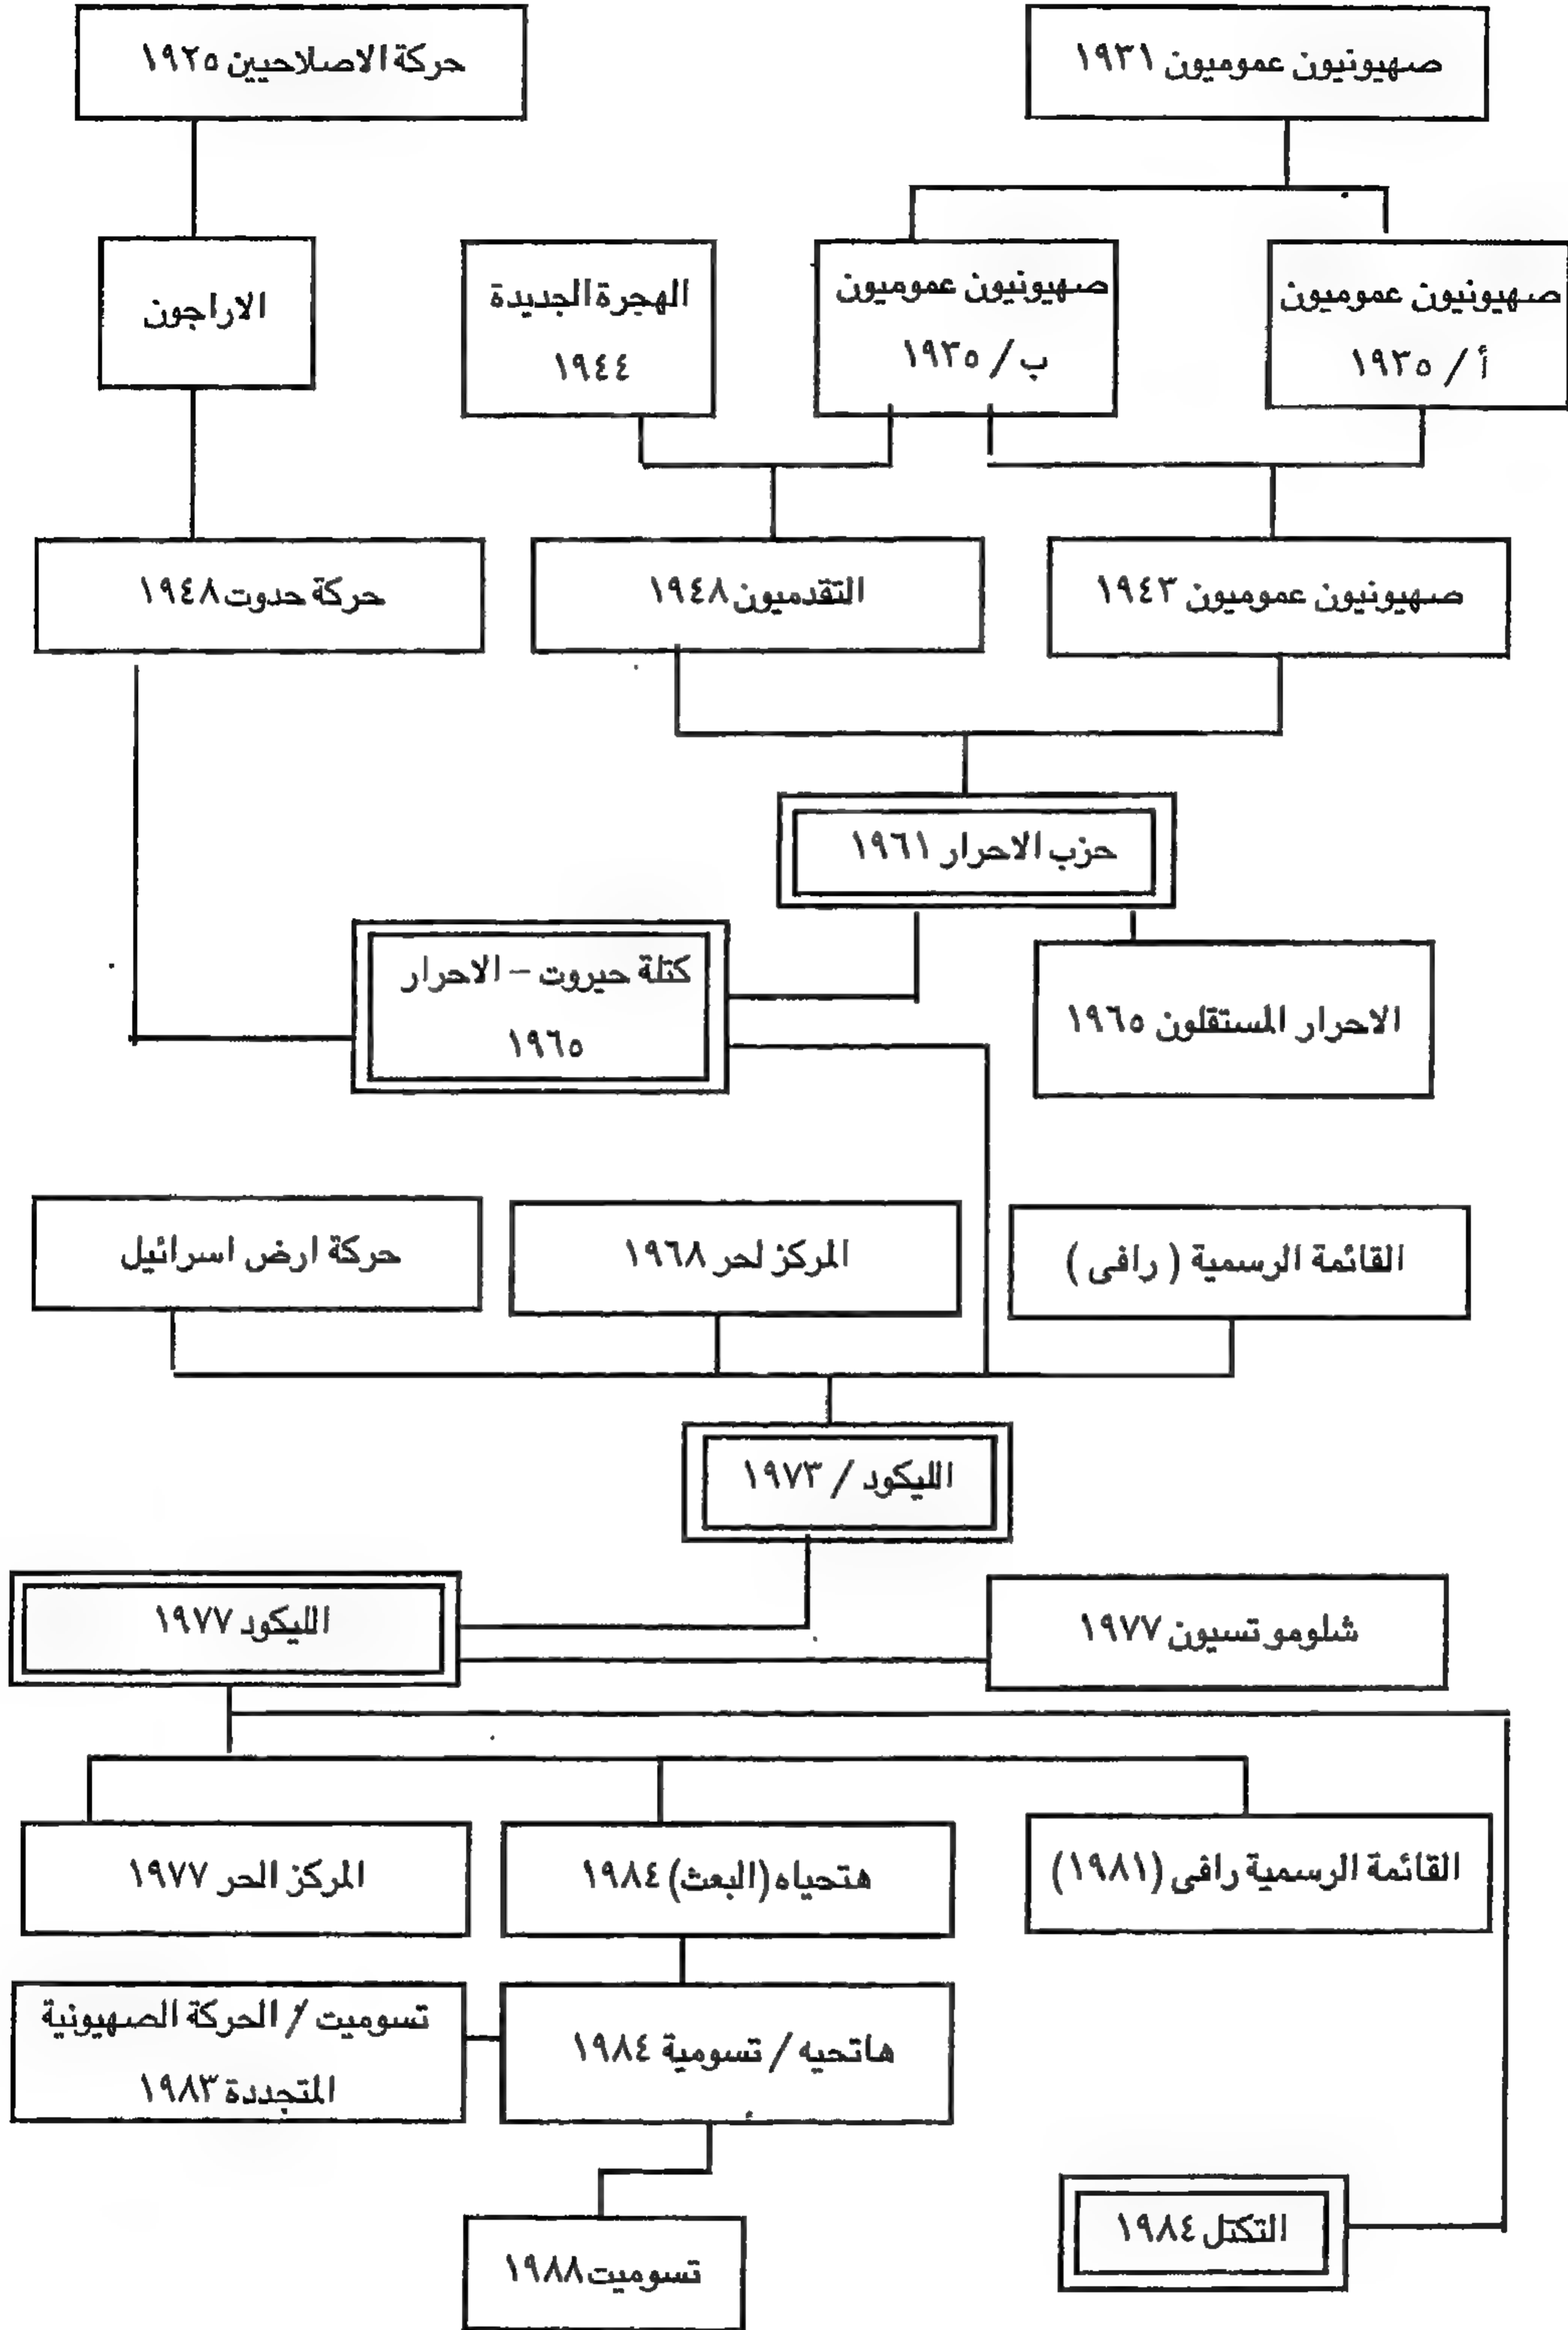 صهيونيون عموميون ١٩٣١
حركة الاصلاحيين ١٩٢٥
صهيونيون عموميون
أ / ١٩٣٥
صهيونيون عموميون
ب / ١٩٣٥
الهجرة الجديدة
١٩٤٤
الاراجون
صهيونيون عموميون ١٩٤٣
التقدميون ١٩٤٨
حركة حدوت ١٩٤٨
حزب الاحرار ١٩٦١
الاحرار المستقلون ١٩٦٥
كتلة حيروت - الاحرار
١٩٦٥
القائمة الرسمية ( رافى )
المركز لحر ١٩٦٨
حركة ارض اسرائيل
الليكود / ١٩٧٣
شلومو تسيون ١٩٧٧
الليكود ١٩٧٧
القائمة الرسمية رافى (١٩٨١)
هتحياه (البعث) ١٩٨٤
المركز الحر ١٩٧٧
هاتحيه / تسومية ١٩٨٤
تسوميت / الحركة الصهيونية
المتجددة ١٩٨٣
التكتل ١٩٨٤
تسوميت ١٩٨٨